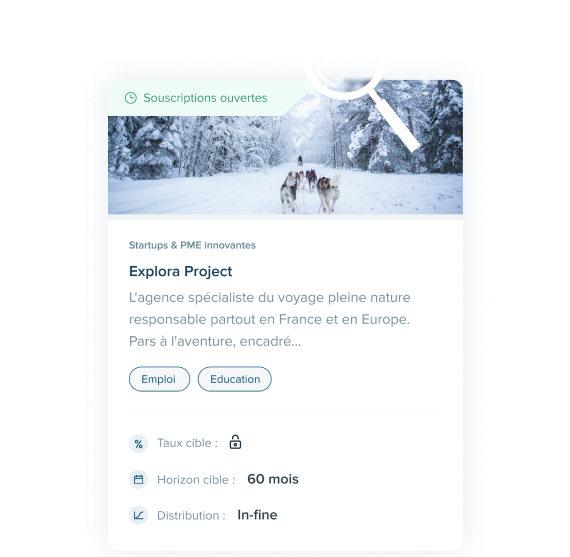 Souscriptions ouvertes
Startups & PME innovantes
Explora Project
L'agence spécialiste du voyage pleine nature
responsable partout en France et en Europe.
Pars à l'aventure, encadré...
Emploi Education
% Taux cible :
Horizon cible : 60 mois
Distribution : In-fine